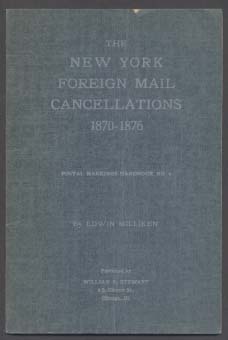 THE
NEW YORK
FOREIGN MAIL
CANCELLATIONS
1870-1876
POSTAL MARKINGS HANDBOOK NO
By EDWIN MILLIKEN
Published by
WILLIAM R. STEWART
Chicago, Ill